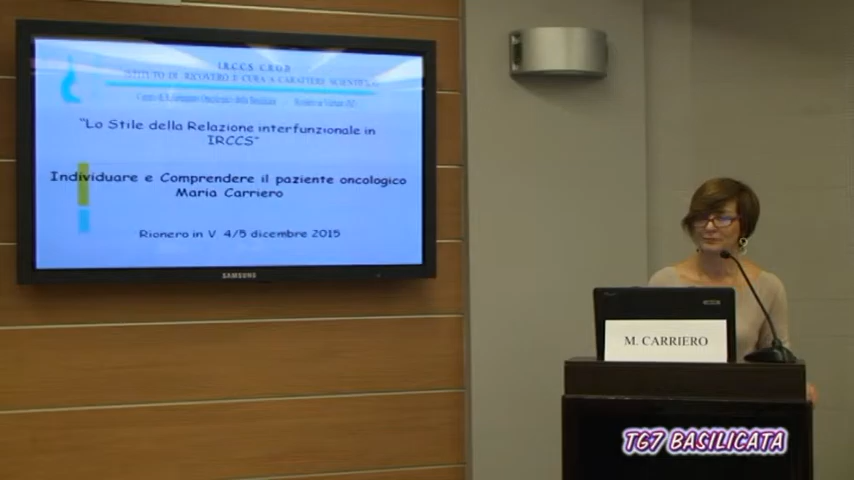 I.R.C.C.S. C.R.O.B
ISTITUTO DI RICOVERO E CURA A CARATTERE SCIENTIFICO
"Lo Stile della Relazione interfunzionale in
IRCCS"
Individuare e Comprendere il paziente oncologico
Maria Carriero
Rionero in V. 4/5 dicembre 2015
SAMSUNG
M. CARRIERO
TG7 BASILICATA